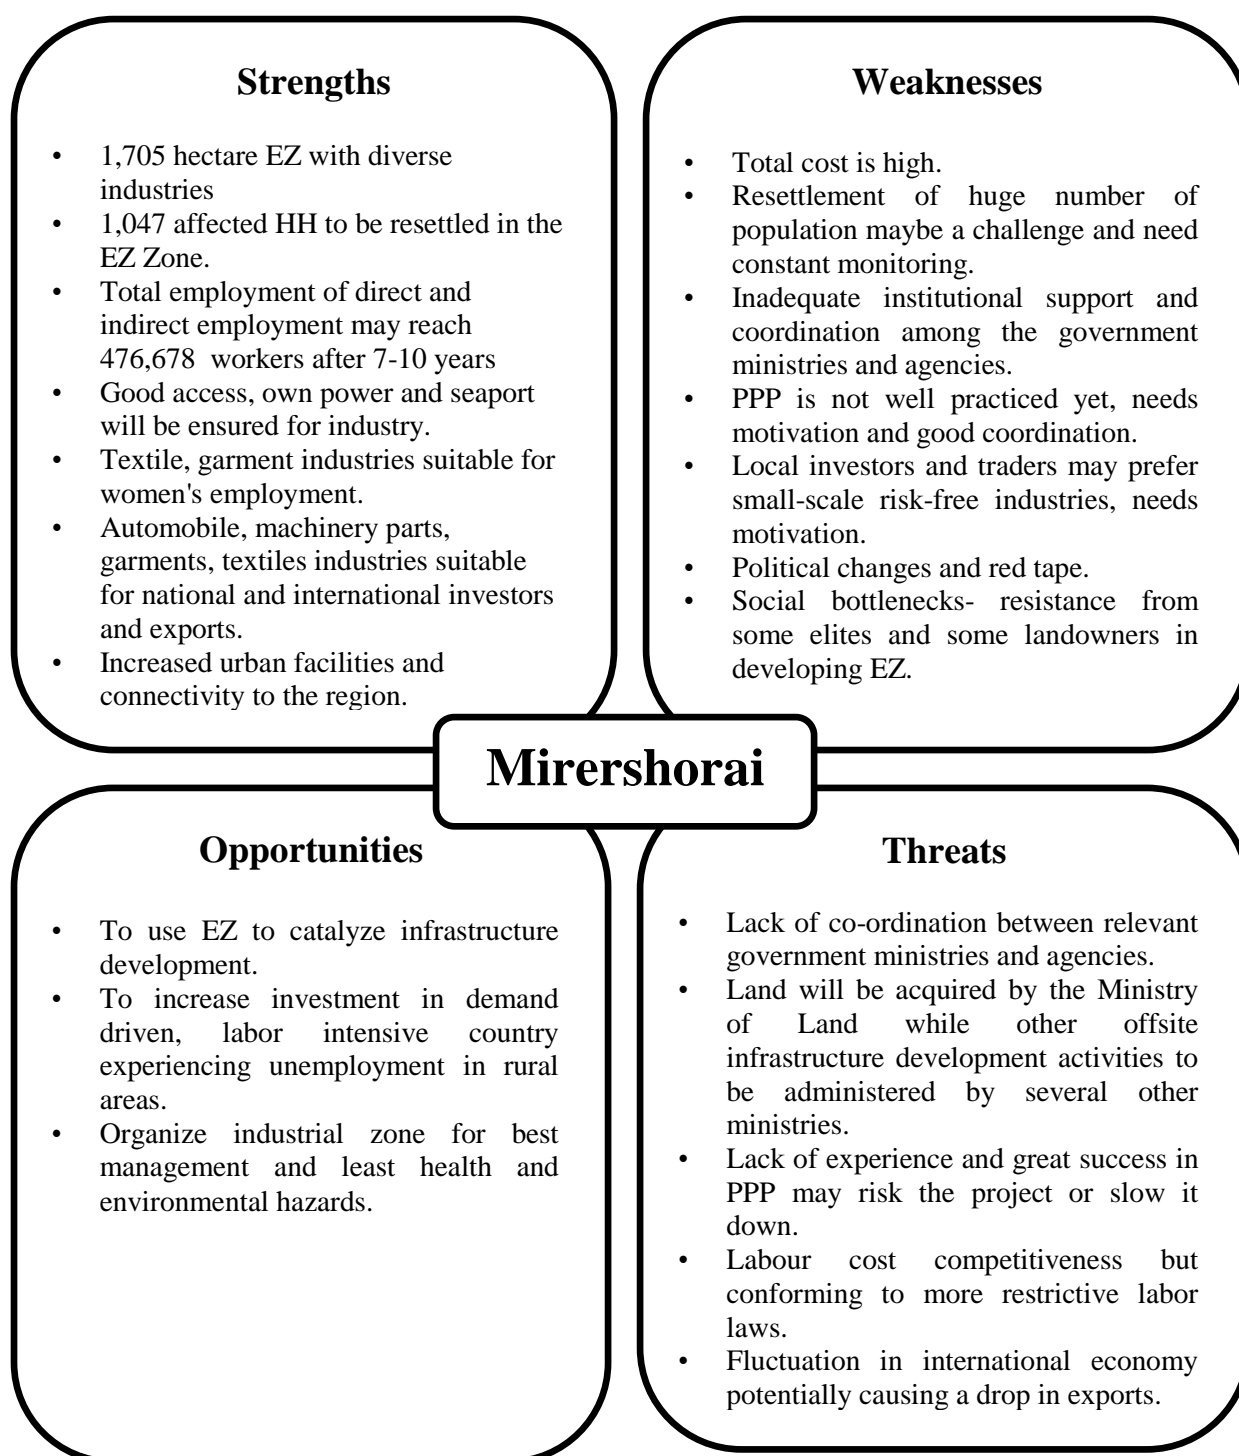 Strengths
• 1,705 hectare EZ with diverse
industries
• 1,047 affected HH to be resettled in the
EZ Zone.
• Total employment of direct and
indirect employment may reach
476,678 workers after 7-10 years
• Good access, own power and seaport
will be ensured for industry.
• Textile, garment industries suitable for
women's employment.
• Automobile, machinery parts,
garments, textiles industries suitable
for national and international investors
and exports.
• Increased urban facilities and
connectivity to the region.
Weaknesses
• Total cost is high.
• Resettlement of huge number of
population maybe a challenge and need
constant monitoring.
• Inadequate institutional support and
coordination among the government
ministries and agencies.
• PPP is not well practiced yet, needs
motivation and good coordination.
• Local investors and traders may prefer
small-scale risk-free industries, needs
motivation.
• Political changes and red tape.
• Social bottlenecks- resistance from
some elites and some landowners in
developing EZ.
Mirershorai
Opportunities
• To use EZ to catalyze infrastructure
development.
• To increase investment in demand
driven, labor intensive country
experiencing unemployment in rural
areas.
• Organize industrial zone for best
management and least health and
environmental hazards.
Threats
• Lack of co-ordination between relevant
government ministries and agencies.
• Land will be acquired by the Ministry
of Land while other offsite
infrastructure development activities to
be administered by several other
ministries.
• Lack of experience and great success in
PPP may risk the project or slow it
down.
• Labour cost competitiveness but
conforming to more restrictive labor
laws.
• Fluctuation in international economy
potentially causing a drop in exports.